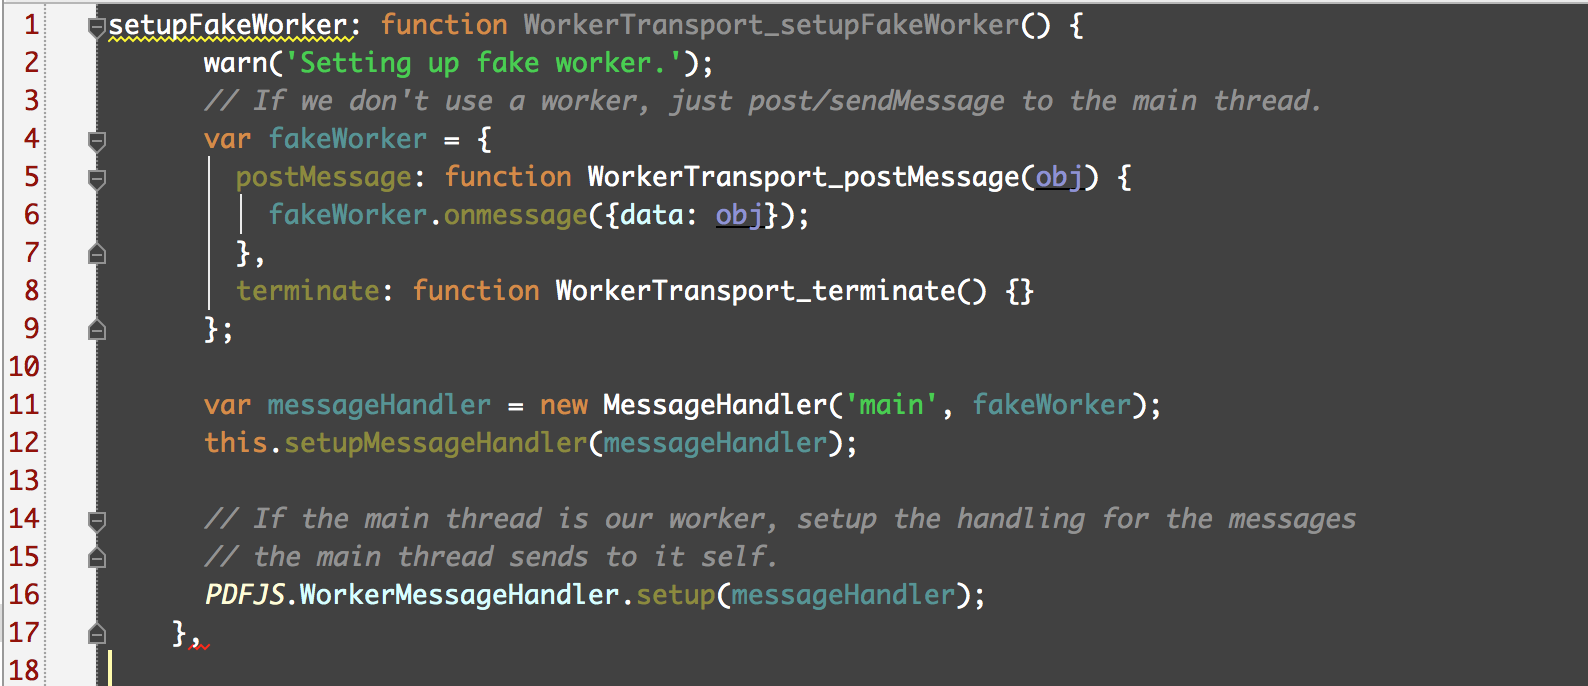 1 setupFakeWorker: function WorkerTransport_setupFakeWorker() {
2 warn('Setting up fake worker.');
3 // If we don't use a worker, just post/sendMessage to the main thread.
4 var fakeWorker = {
5 postMessage: function WorkerTransport_postMessage(obj) {
6 fakeWorker.onmessage({data: obj});
7 },
8 terminate: function WorkerTransport_terminate() {}
9 };
10
11 var messageHandler = new MessageHandler('main', fakeWorker);
12 this.setupMessageHandler(messageHandler);
13
14 // If the main thread is our worker, setup the handling for the messages
15 // the main thread sends to it self.
16 PDFJS.WorkerMessageHandler.setup(messageHandler);
17 },
18